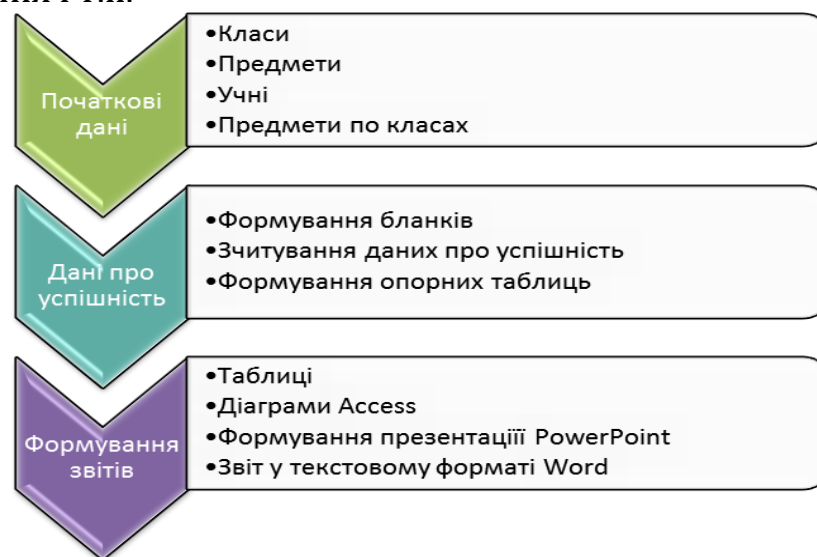 Початкові
дані
•Класи
•Предмети
•Учні
•Предмети по класах
Дані про
успішність
•Формування бланків
•Зчитування даних про успішність
•Формування опорних таблиць
Формування
звітів
•Таблиці
•Діаграми Access
•Формування презентаціїї PowerPoint
•Звіт у текстовому форматі Word